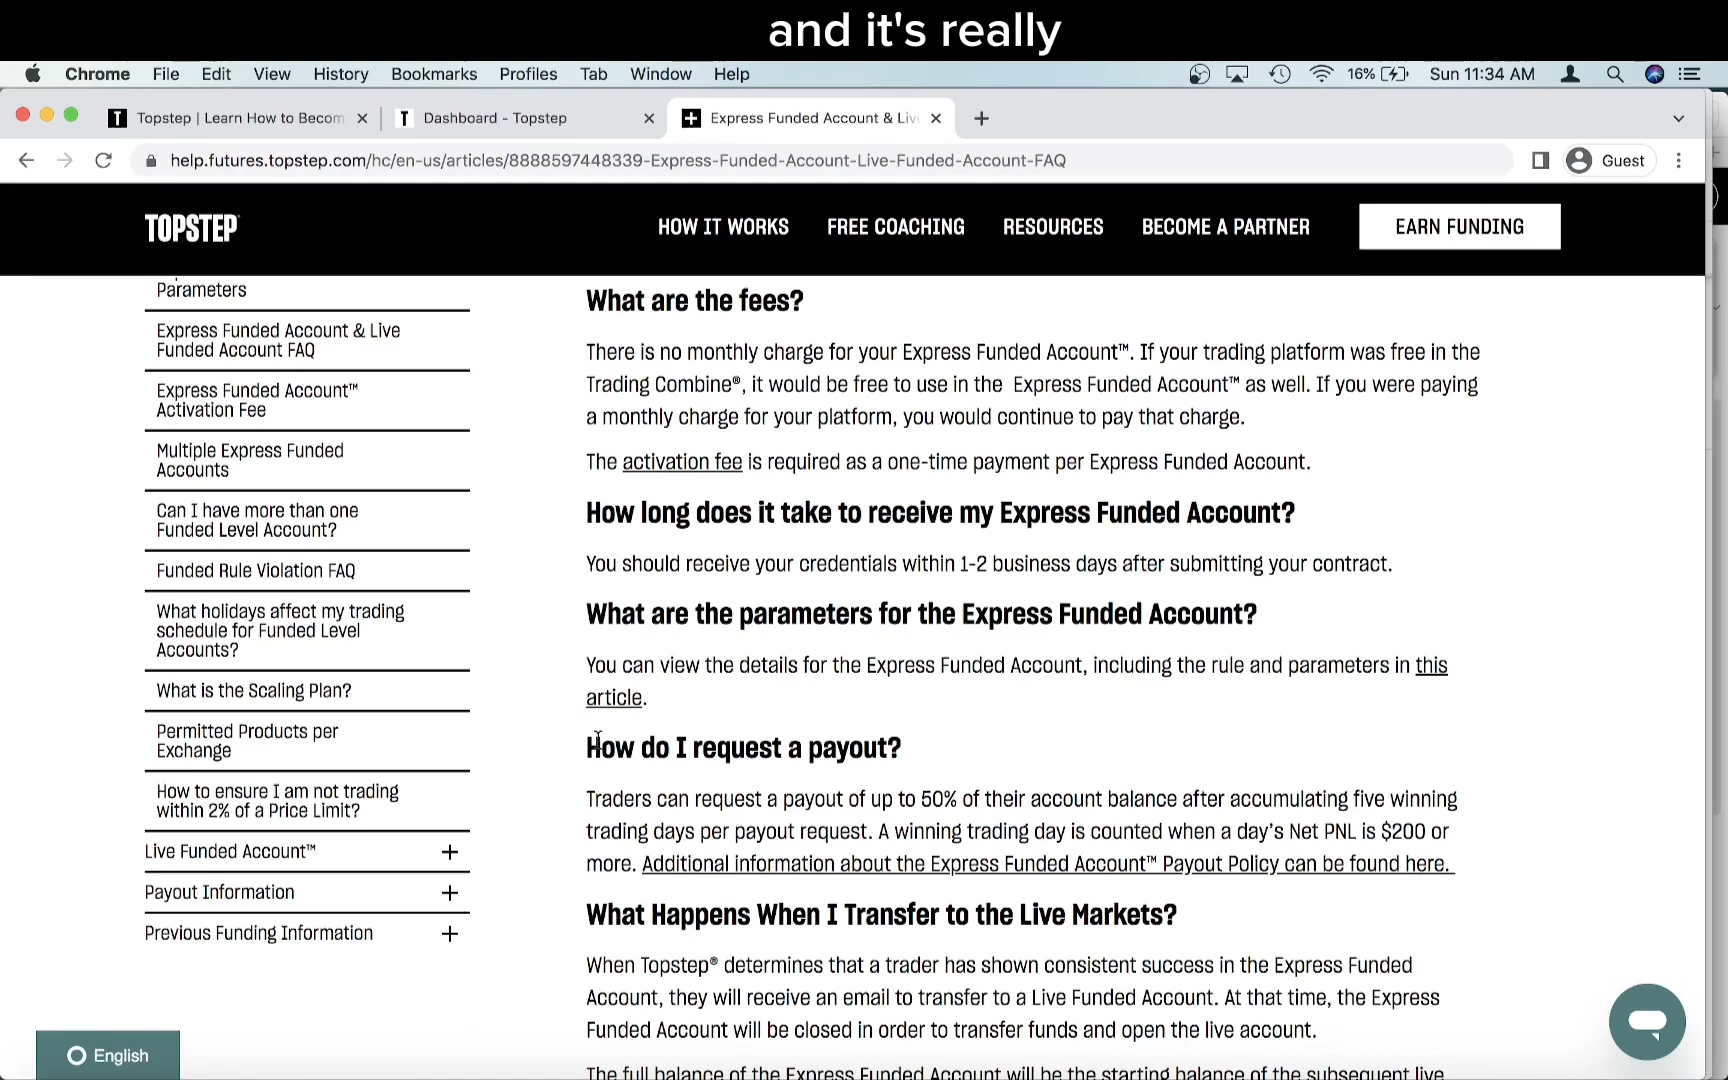 and it's really
Chrome File Edit View History Bookmarks Profiles Tab Window Help 16% Sun 11:34 AM
Topstep | Learn How to Becom
Dashboard - Topstep
Express Funded Account & Liv
help.futures.topstep.com/hc/en-us/articles/8888597448339-Express-Funded-Account-Live-Funded-Account-FAQ
Guest
TOPSTEP
HOW IT WORKS FREE COACHING RESOURCES BECOME A PARTNER EARN FUNDING
Parameters
Express Funded Account & Live
Funded Account FAQ
Express Funded Account™
Activation Fee
Multiple Express Funded
Accounts
Can I have more than one
Funded Level Account?
Funded Rule Violation FAQ
What holidays affect my trading
schedule for Funded Level
Accounts?
What is the Scaling Plan?
Permitted Products per
Exchange
How to ensure I am not trading
within 2% of a Price Limit?
Live Funded Account™ +
Payout Information +
Previous Funding Information +
English
What are the fees?
There is no monthly charge for your Express Funded Account™. If your trading platform was free in the
Trading Combine®, it would be free to use in the Express Funded Account™ as well. If you were paying
a monthly charge for your platform, you would continue to pay that charge.
The activation fee is required as a one-time payment per Express Funded Account.
How long does it take to receive my Express Funded Account?
You should receive your credentials within 1-2 business days after submitting your contract.
What are the parameters for the Express Funded Account?
You can view the details for the Express Funded Account, including the rule and parameters in this
article.
How do I request a payout?
Traders can request a payout of up to 50% of their account balance after accumulating five winning
trading days per payout request. A winning trading day is counted when a day's Net PNL is $200 or
more. Additional information about the Express Funded Account™ Payout Policy can be found here.
What Happens When I Transfer to the Live Markets?
When Topstep® determines that a trader has shown consistent success in the Express Funded
Account, they will receive an email to transfer to a Live Funded Account. At that time, the Express
Funded Account will be closed in order to transfer funds and open the live account.
The full balance of the Express Funded Account will be the starting balance of the subsequent live